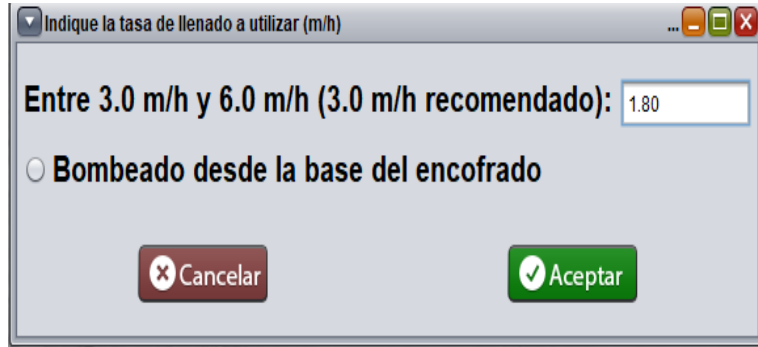 Indique la tasa de llenado a utilizar (m/h) ...
Entre 3.0 m/h y 6.0 m/h (3.0 m/h recomendado): 1.80
Bombeado desde la base del encofrado
Cancelar Aceptar